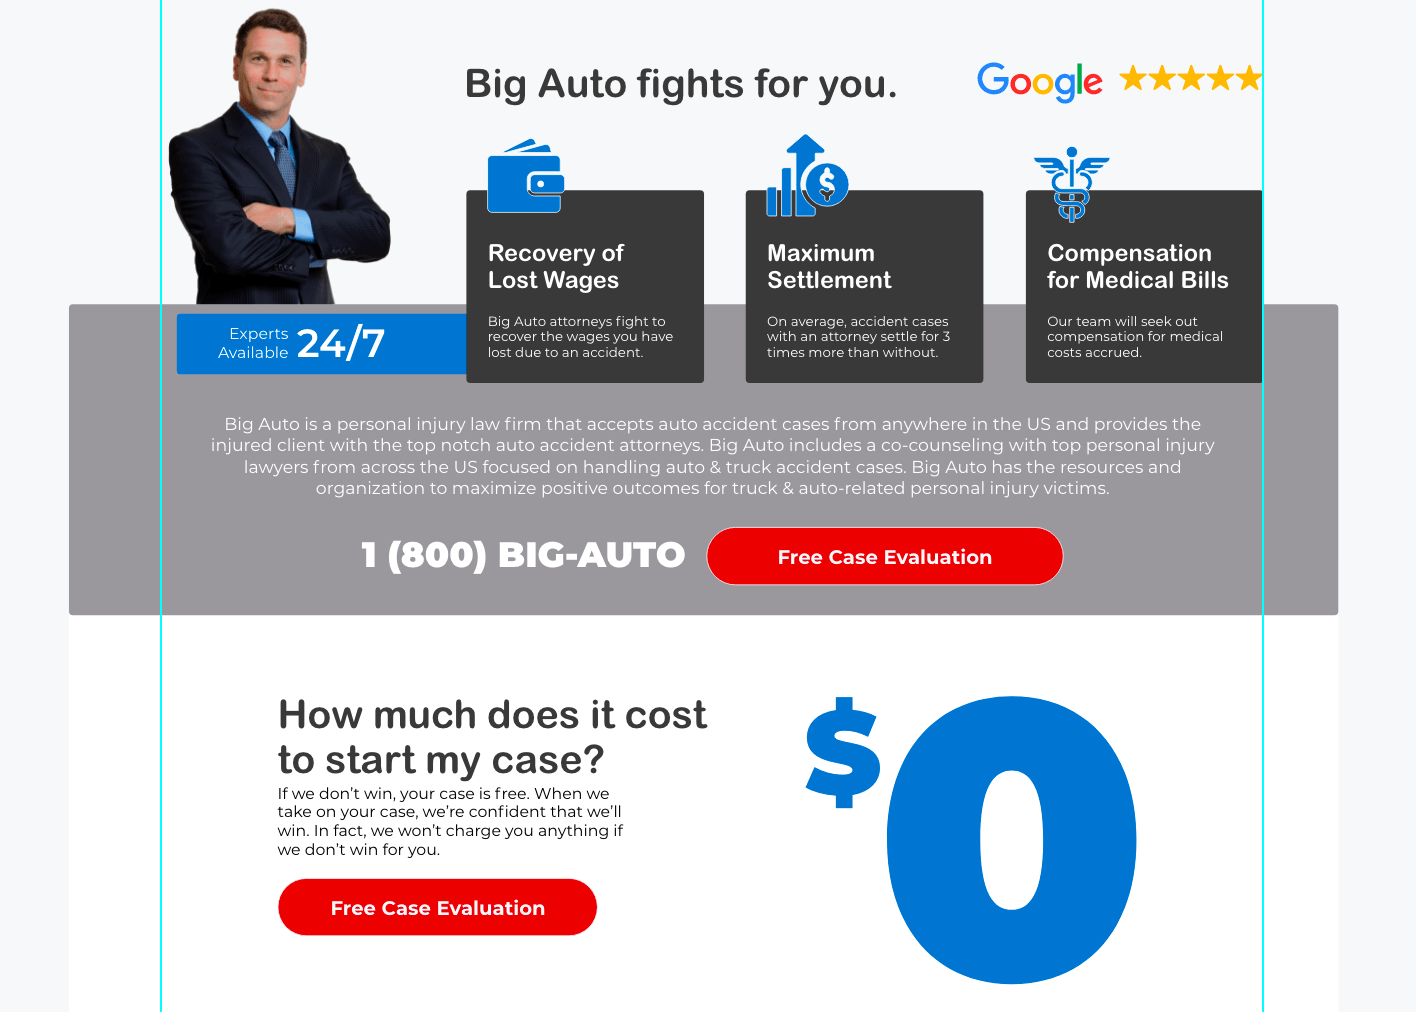 Big Auto fights for you.
Google
Recovery of
Lost Wages
Big Auto attorneys fight to
recover the wages you have
lost due to an accident.
Maximum
Settlement
On average, accident cases
with an attorney settle for 3
times more than without.
Compensation
for Medical Bills
Our team will seek out
compensation for medical
costs accrued.
Experts
Available
24/7
Big Auto is a personal injury law firm that accepts auto accident cases from anywhere in the US and provides the
injured client with the top notch auto accident attorneys. Big Auto includes a co-counseling with top personal injury
lawyers from across the US focused on handling auto & truck accident cases. Big Auto has the resources and
organization to maximize positive outcomes for truck & auto-related personal injury victims.
1 (800) BIG-AUTO
Free Case Evaluation
How much does it cost
to start my case?
If we don’t win, your case is free. When we
take on your case, we’re confident that we’ll
win. In fact, we won’t charge you anything if
we don’t win for you.
Free Case Evaluation
$0